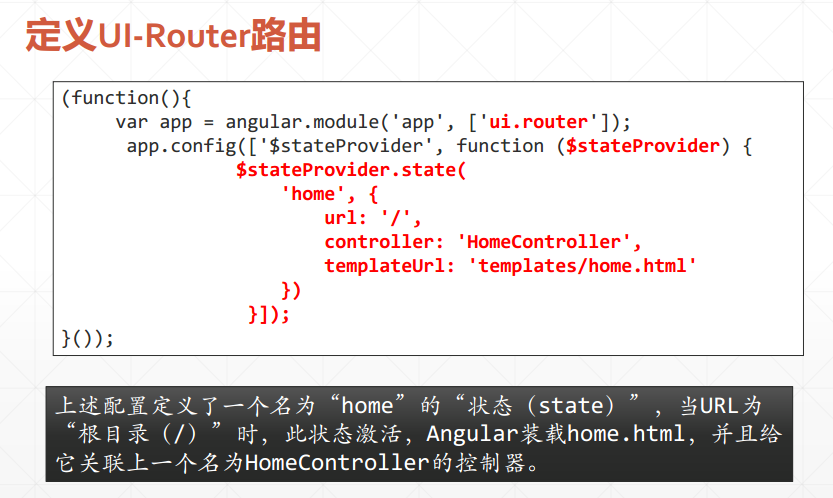 定义UI-Router路由
(function(){
var app = angular.module('app', ['ui.router']);
app.config(['$stateProvider', function ($stateProvider) {
$stateProvider.state(
'home', {
url: '/',
controller: 'HomeController',
templateUrl: 'templates/home.html'
})
}]);
}());
上述配置定义了一个名为“home”的“状态（state）”，当URL为
“根目录（/）”时，此状态激活，Angular装载home.html，并且给
它关联上一个名为HomeController的控制器。